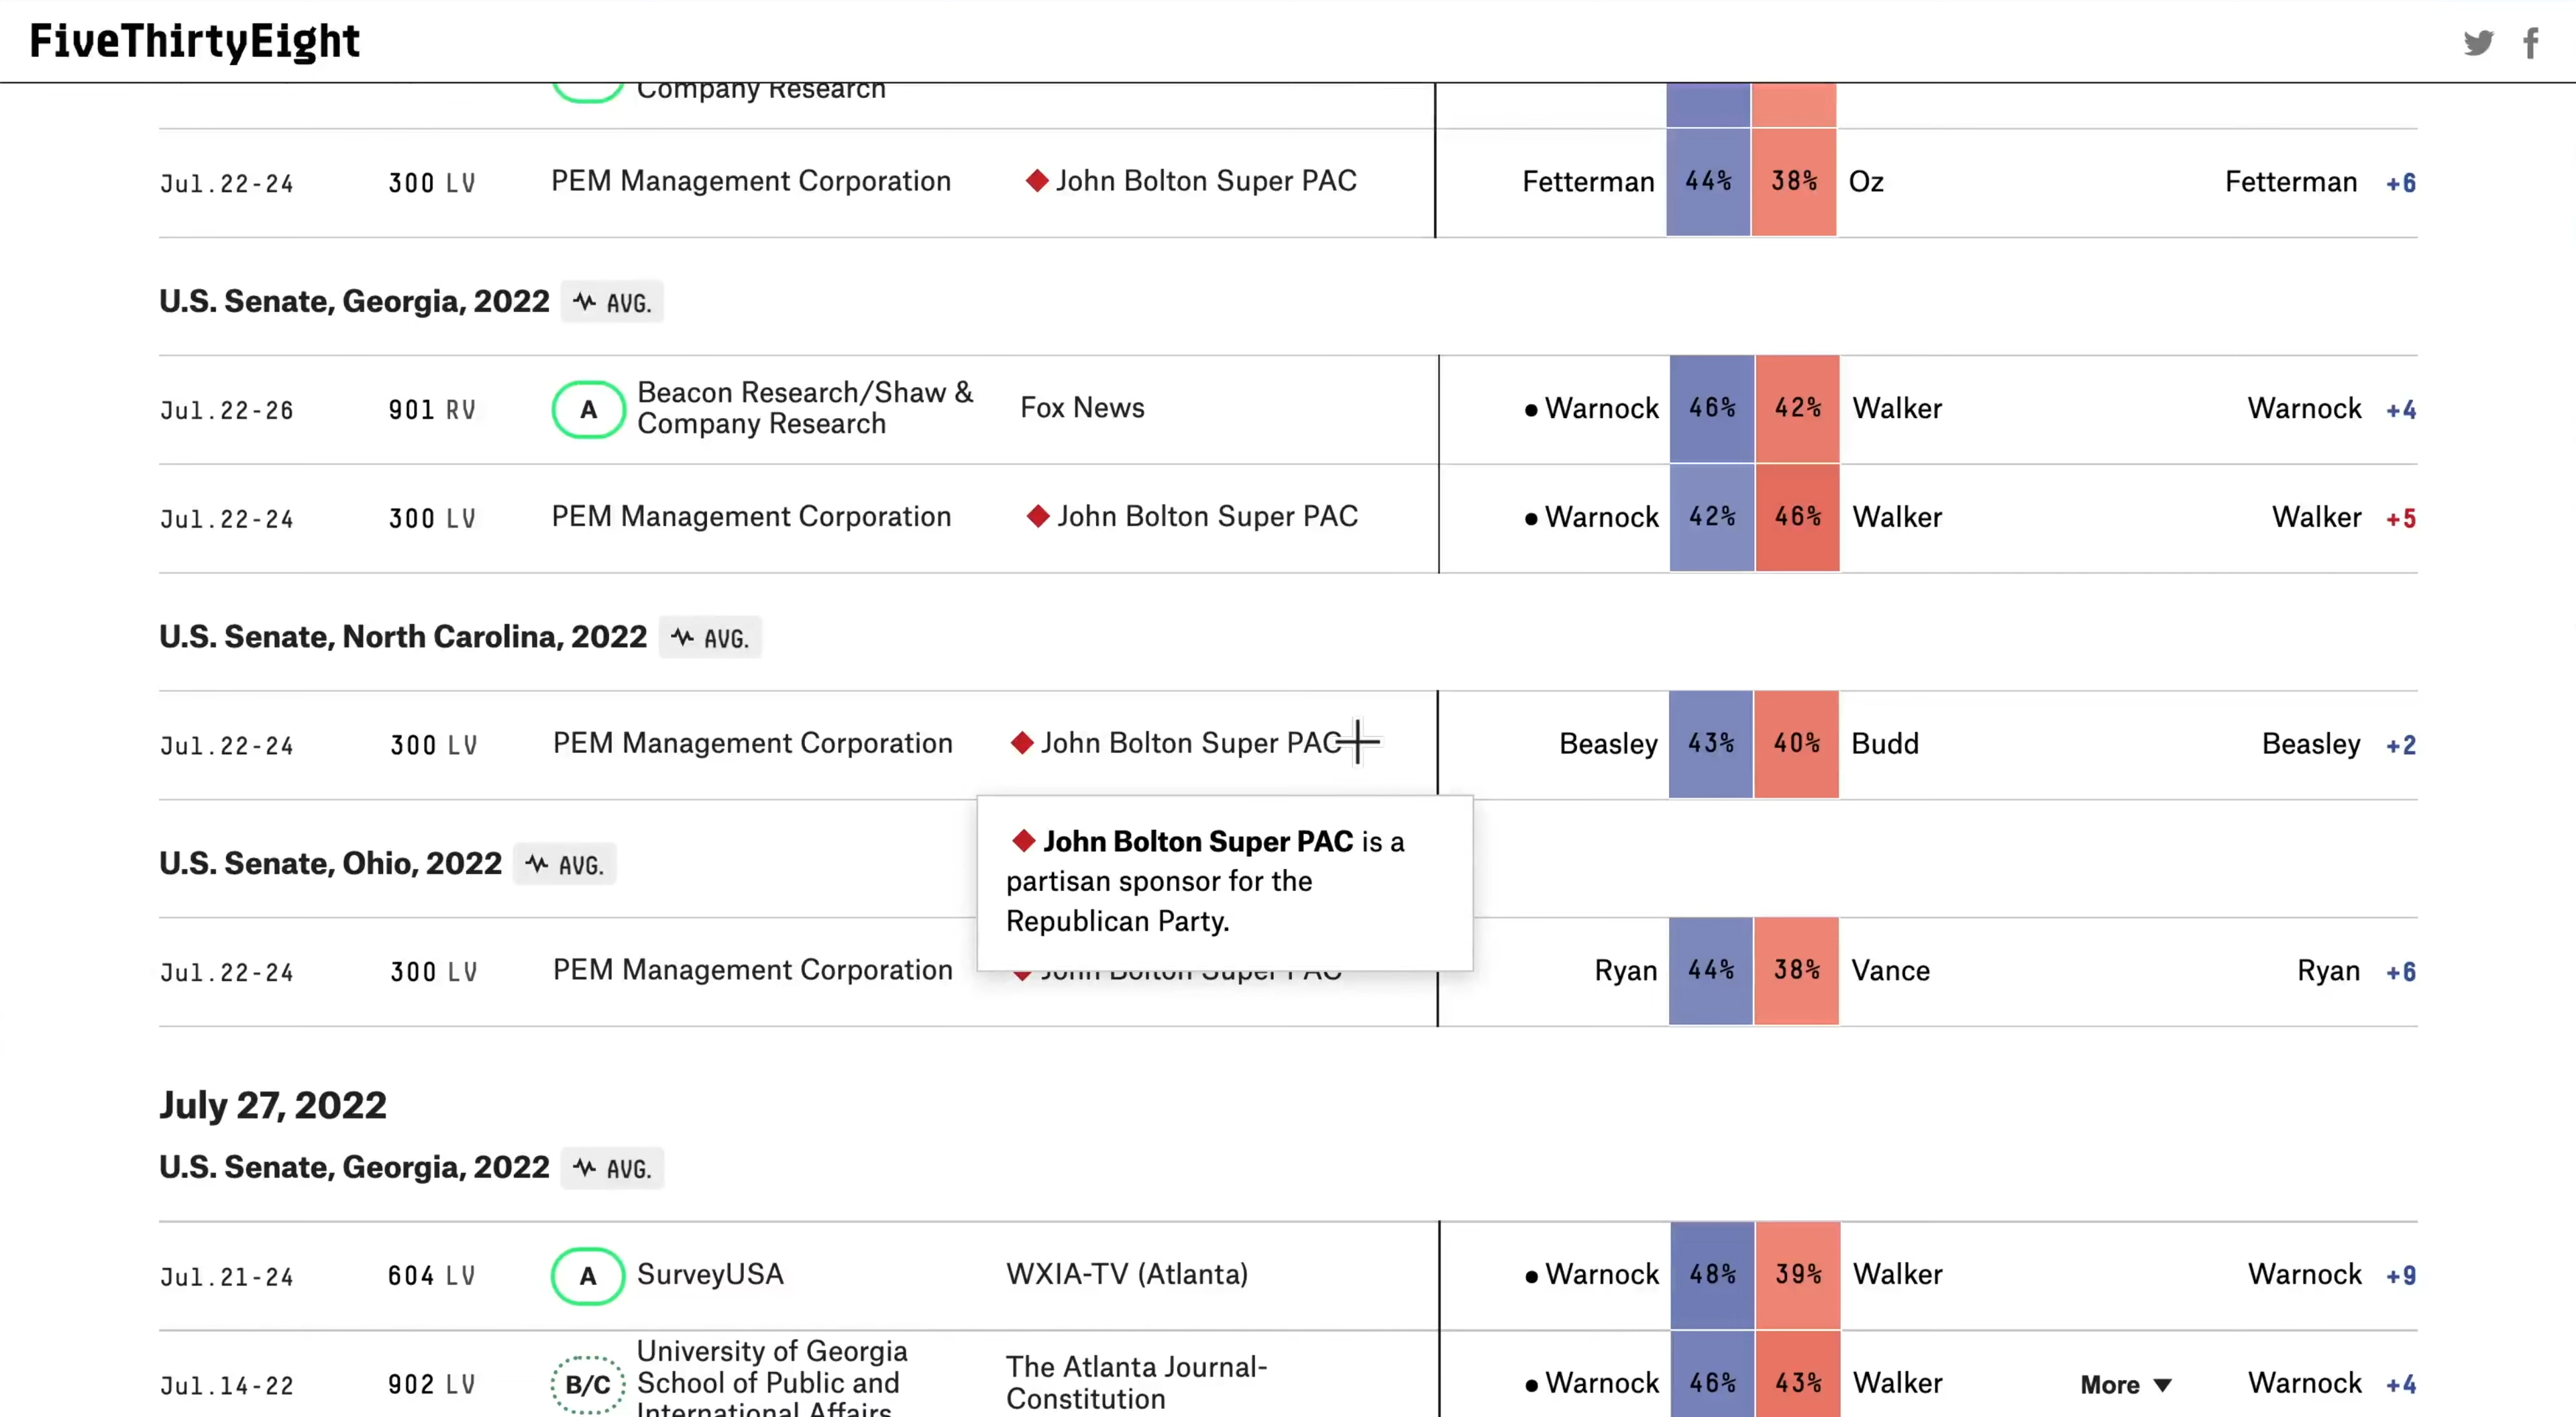 FiveThirtyEight
Company Research
Jul.22-24 300 LV PEM Management Corporation John Bolton Super PAC Fetterman 44% 38% Oz Fetterman +6
U.S. Senate, Georgia, 2022 AVG.
Jul.22-26 901 RV A Beacon Research/Shaw & Company Research Fox News Warnock 46% 42% Walker Warnock +4
Jul.22-24 300 LV PEM Management Corporation John Bolton Super PAC Warnock 42% 46% Walker Walker +5
U.S. Senate, North Carolina, 2022 AVG.
Jul.22-24 300 LV PEM Management Corporation John Bolton Super PAC Beasley 43% 40% Budd Beasley +2
John Bolton Super PAC is a
partisan sponsor for the
Republican Party.
U.S. Senate, Ohio, 2022 AVG.
Jul.22-24 300 LV PEM Management Corporation John Bolton Super PAC Ryan 44% 38% Vance Ryan +6
July 27, 2022
U.S. Senate, Georgia, 2022 AVG.
Jul.21-24 604 LV A SurveyUSA WXIA-TV (Atlanta) Warnock 48% 39% Walker Warnock +9
Jul.14-22 902 LV B/C University of Georgia School of Public and International Affairs The Atlanta Journal-Constitution Warnock 46% 43% Walker More Warnock +4